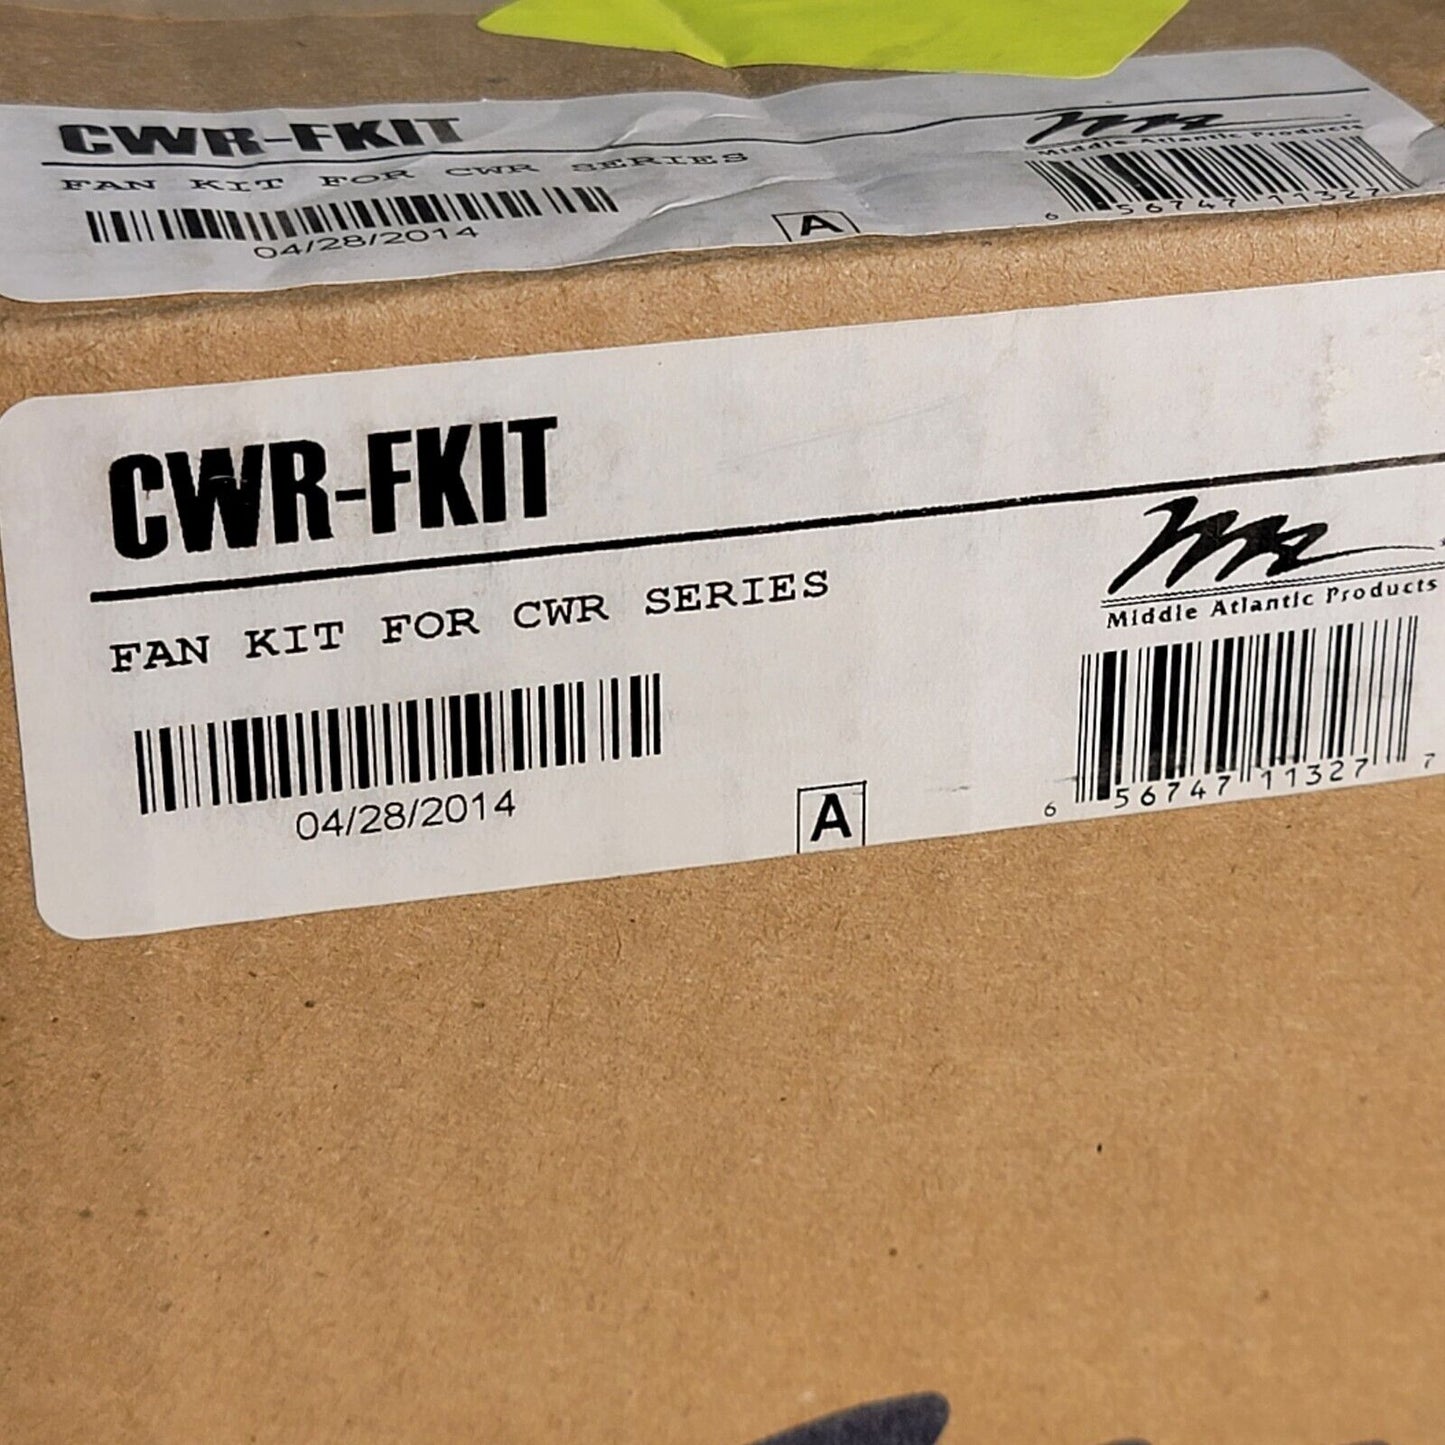 CWR-FKIT
FAN KIT FOR CWR SERIES
04/28/2014
A
Middle Atlantic Products
6 56747 11327
CWR-FKIT
FAN KIT FOR CWR SERIES
04/28/2014
A
Middle Atlantic Products
6 56747 11327 7